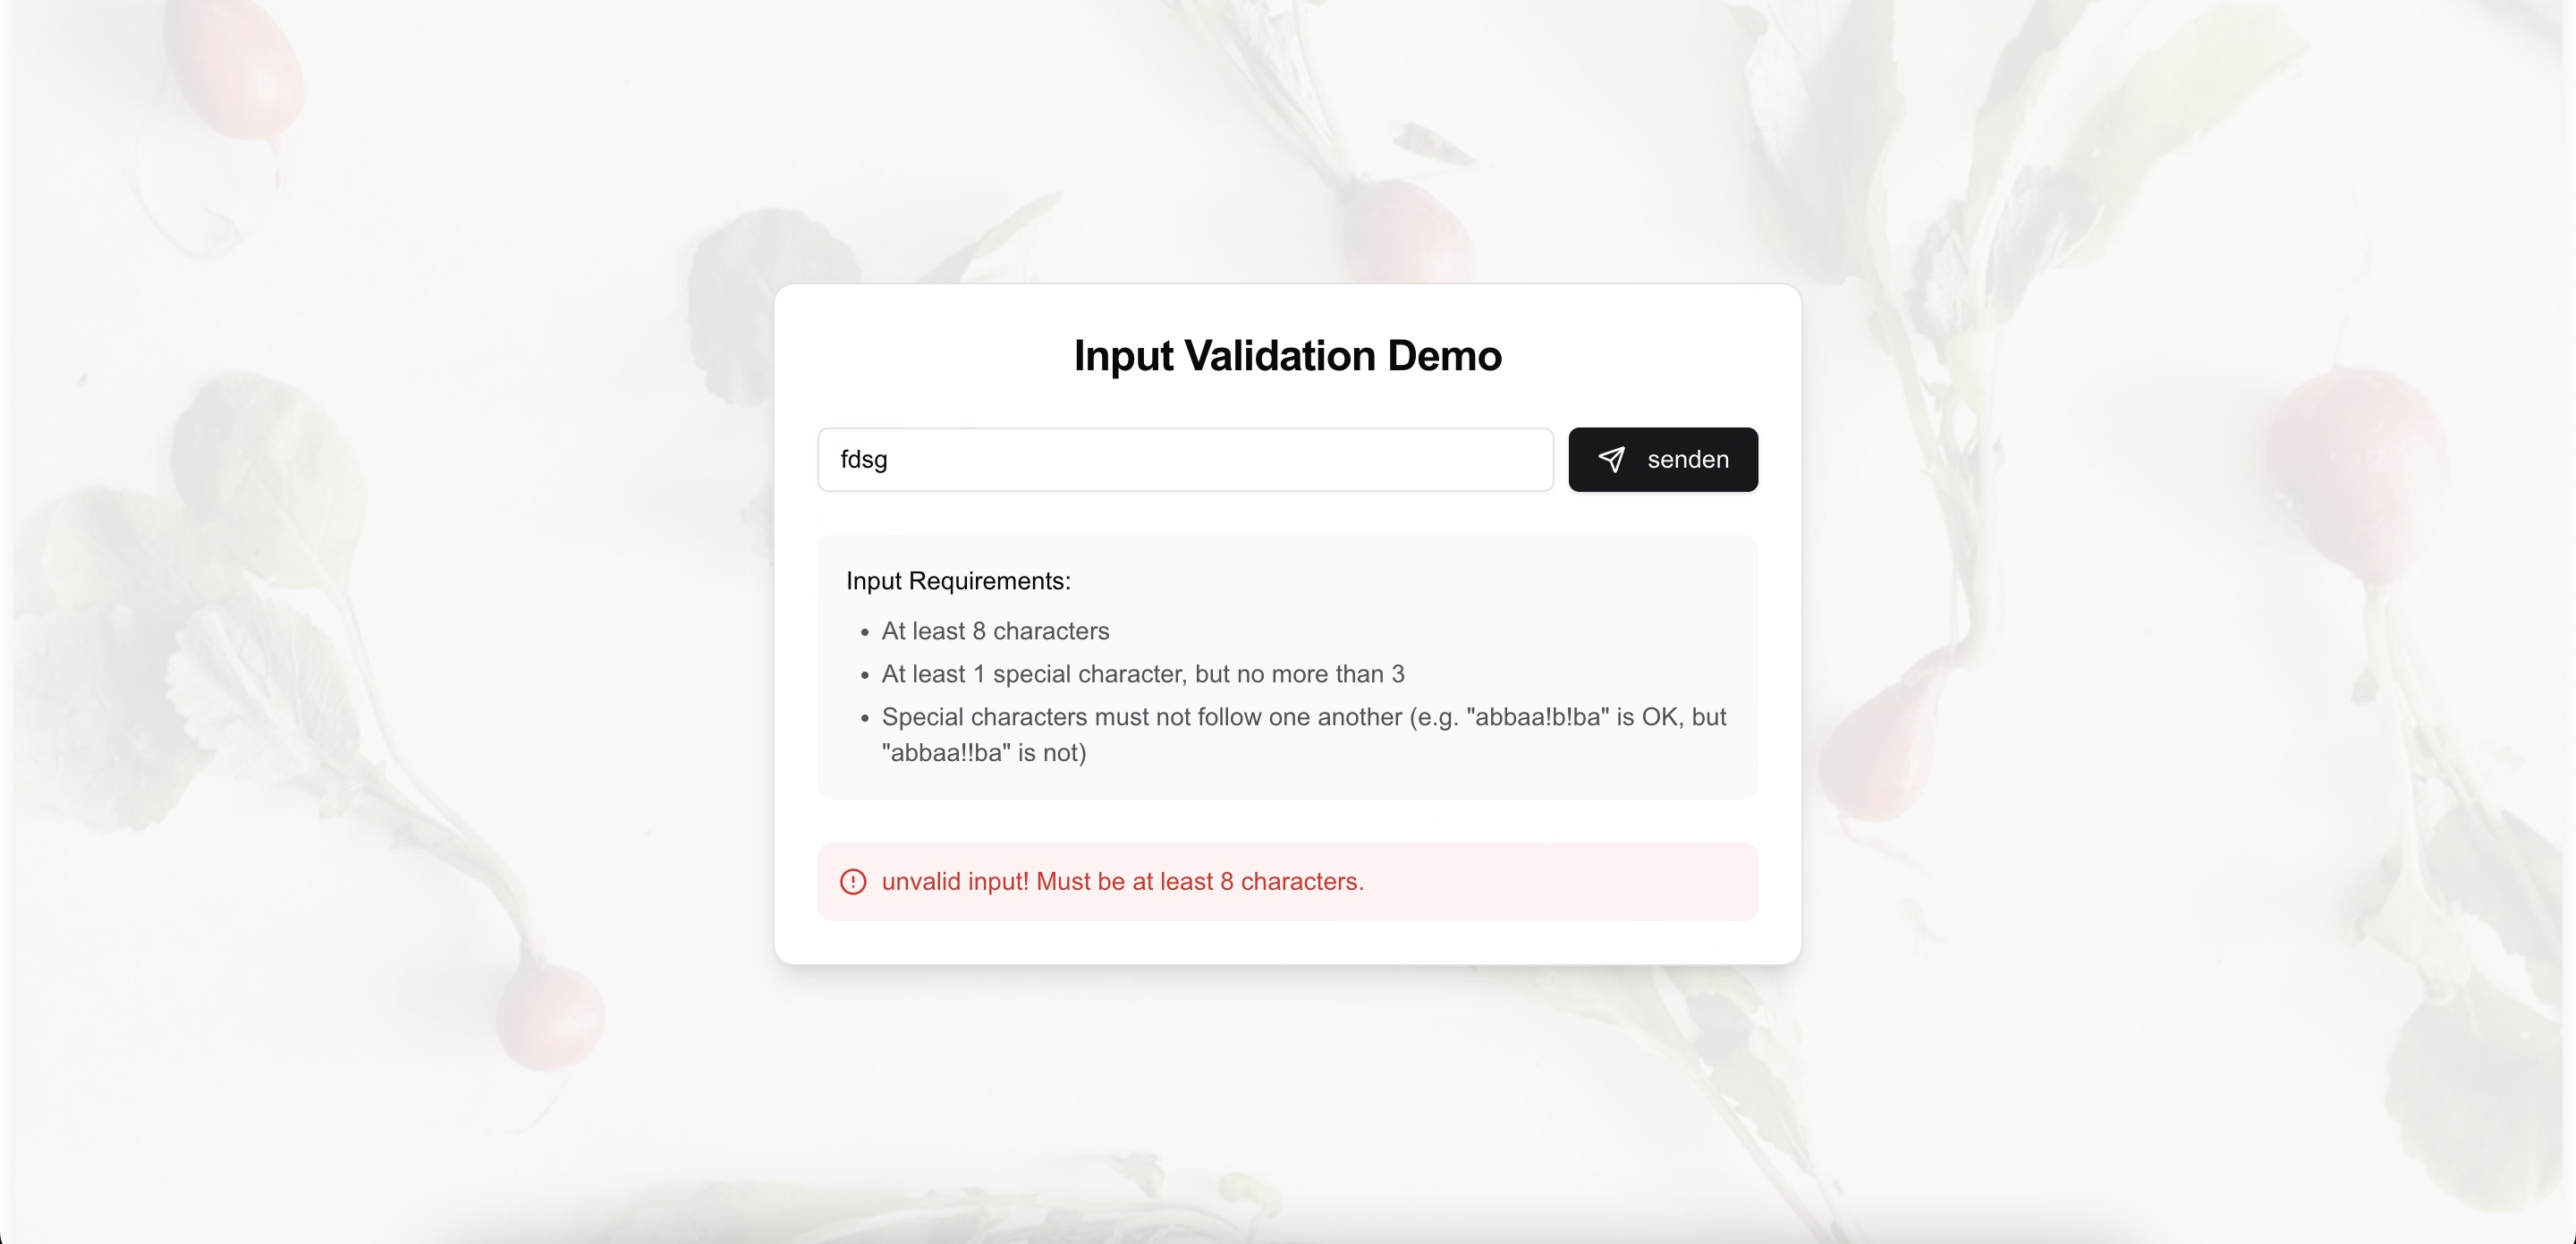 Input Validation Demo
fdsg
senden
Input Requirements:
• At least 8 characters
• At least 1 special character, but no more than 3
• Special characters must not follow one another (e.g. "abbaa!b!ba" is OK, but
"abbaa!!ba" is not)
unvalid input! Must be at least 8 characters.